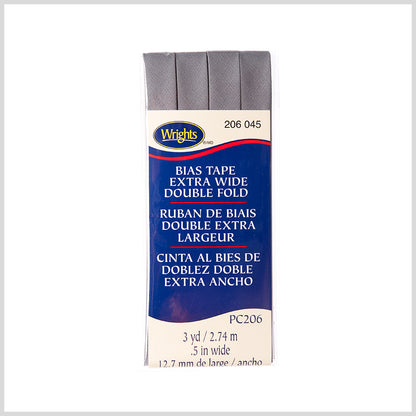 206 045
Wrights
BIAS TAPE
EXTRA WIDE
DOUBLE FOLD
RUBAN DE BIAIS
DOUBLE EXTRA
LARGEUR
CINTA AL BIES DE
DOBLEZ DOBLE
EXTRA ANCHO
PC206
3 yd / 2.74 m
.5 in wide
12.7 mm de large / ancho